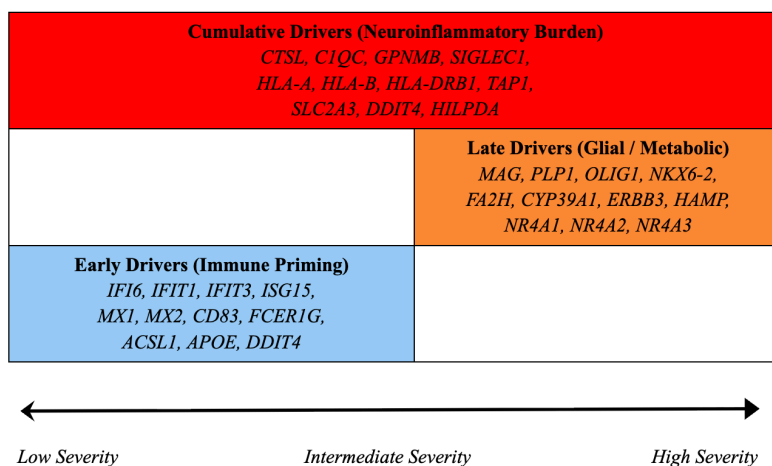 Cumulative Drivers (Neuroinflammatory Burden)
CTSL, C1QC, GPNMB, SIGLEC1,
HLA-A, HLA-B, HLA-DRB1, TAP1,
SLC2A3, DDIT4, HILPDA
Late Drivers (Glial / Metabolic)
MAG, PLP1, OLIG1, NKX6-2,
FA2H, CYP39A1, ERBB3, HAMP,
NR4A1, NR4A2, NR4A3
Early Drivers (Immune Priming)
IFI6, IFIT1, IFIT3, ISG15,
MX1, MX2, CD83, FCER1G,
ACSL1, APOE, DDIT4
Low Severity Intermediate Severity High Severity